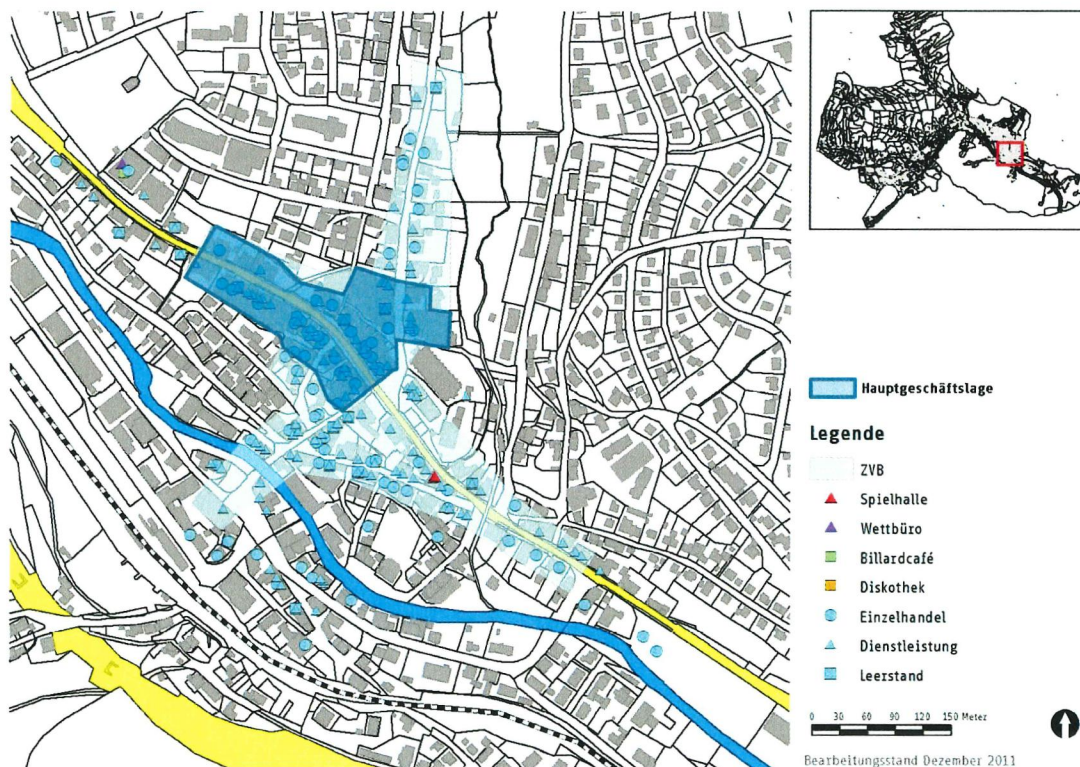 Hauptgeschäftslage
Legende
ZVB
Spielhalle
Wettbüro
Billardcafé
Diskothek
Einzelhandel
Dienstleistung
Leerstand
0 30 60 90 120 150 Meter
Bearbeitungsstand Dezember 2011